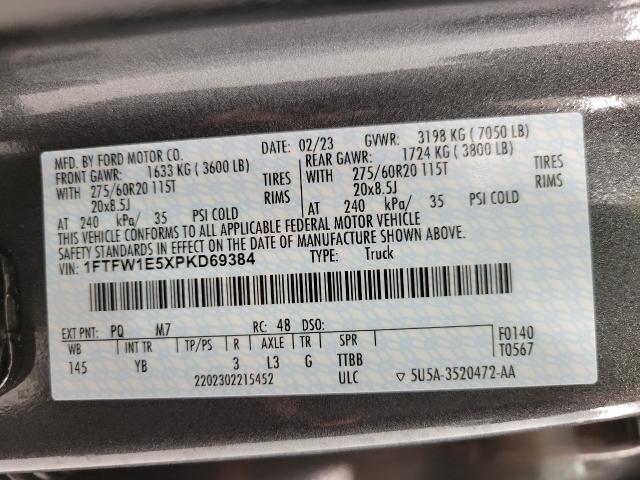 MFD. BY FORD MOTOR CO. DATE: 02/23 GVWR: 3198 KG ( 7050 LB)
FRONT GAWR: 1633 KG ( 3600 LB) REAR GAWR: 1724 KG ( 3800 LB)
WITH 275/60R20 115T TIRES WITH 275/60R20 115T TIRES
20x8.5J RIMS 20x8.5J RIMS
AT 240 kPa/ 35 PSI COLD AT 240 kPa/ 35 PSI COLD
THIS VEHICLE CONFORMS TO ALL APPLICABLE FEDERAL MOTOR VEHICLE
SAFETY STANDARDS IN EFFECT ON THE DATE OF MANUFACTURE SHOWN ABOVE.
VIN: 1FTFW1E5XPKD69384 TYPE: Truck
EXT PNT: PQ M7 RC: 48 DSO:
WB INT TR TP/PS R AXLE TR SPR F0140
145 YB 3 L3 G TTBB T0567
2202302215452 ULC ▽ 5U5A-3520472-AA